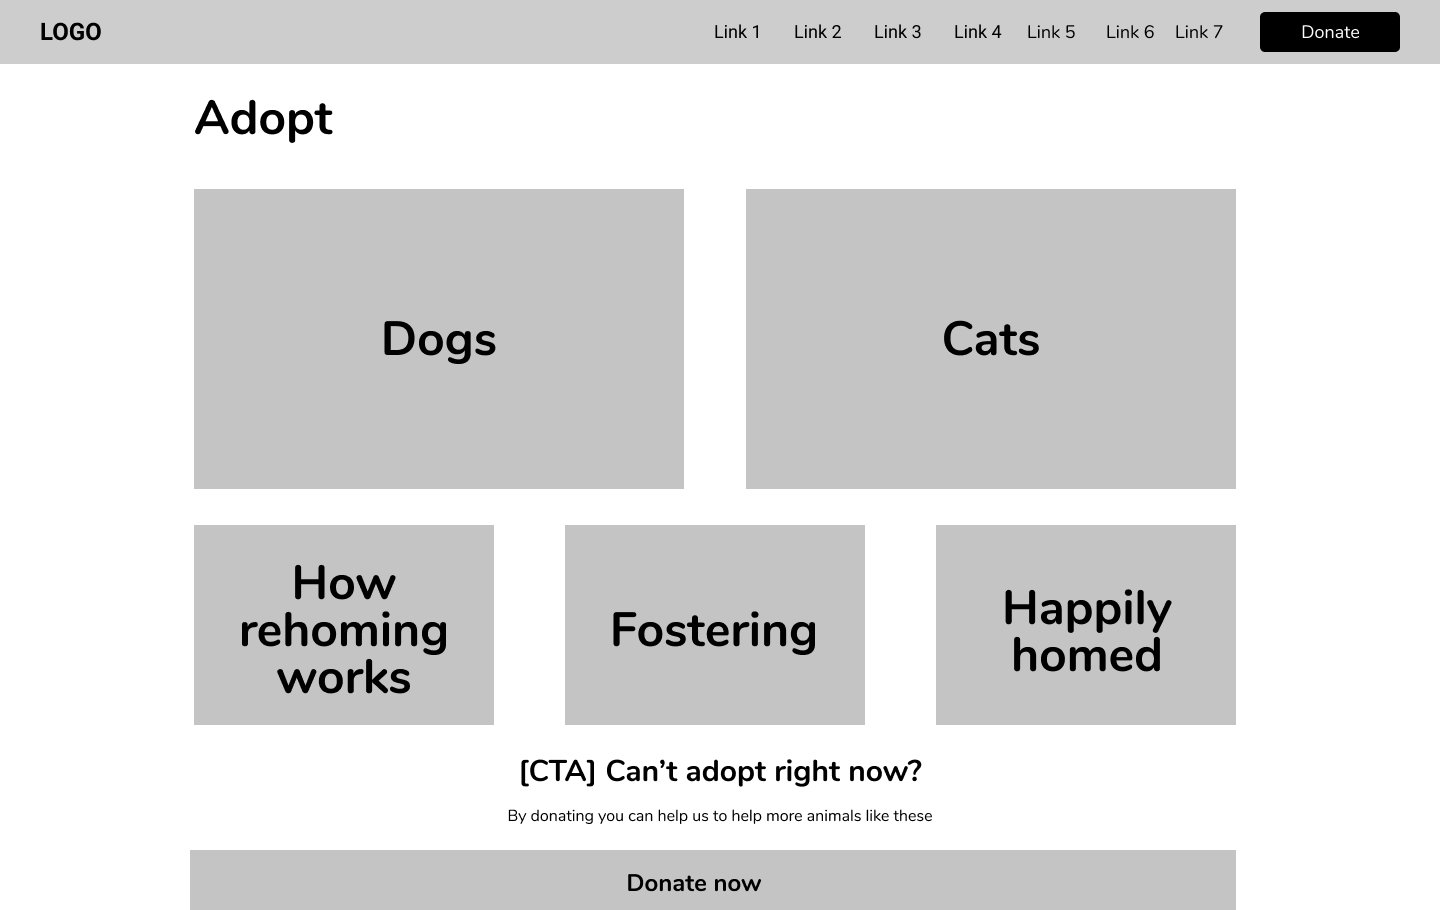 LOGO Link 1 Link 2 Link 3 Link 4 Link 5 Link 6 Link 7 Donate
Adopt
Dogs
Cats
How
rehoming
works
Fostering
Happily
homed
[CTA] Can’t adopt right now?
By donating you can help us to help more animals like these
Donate now